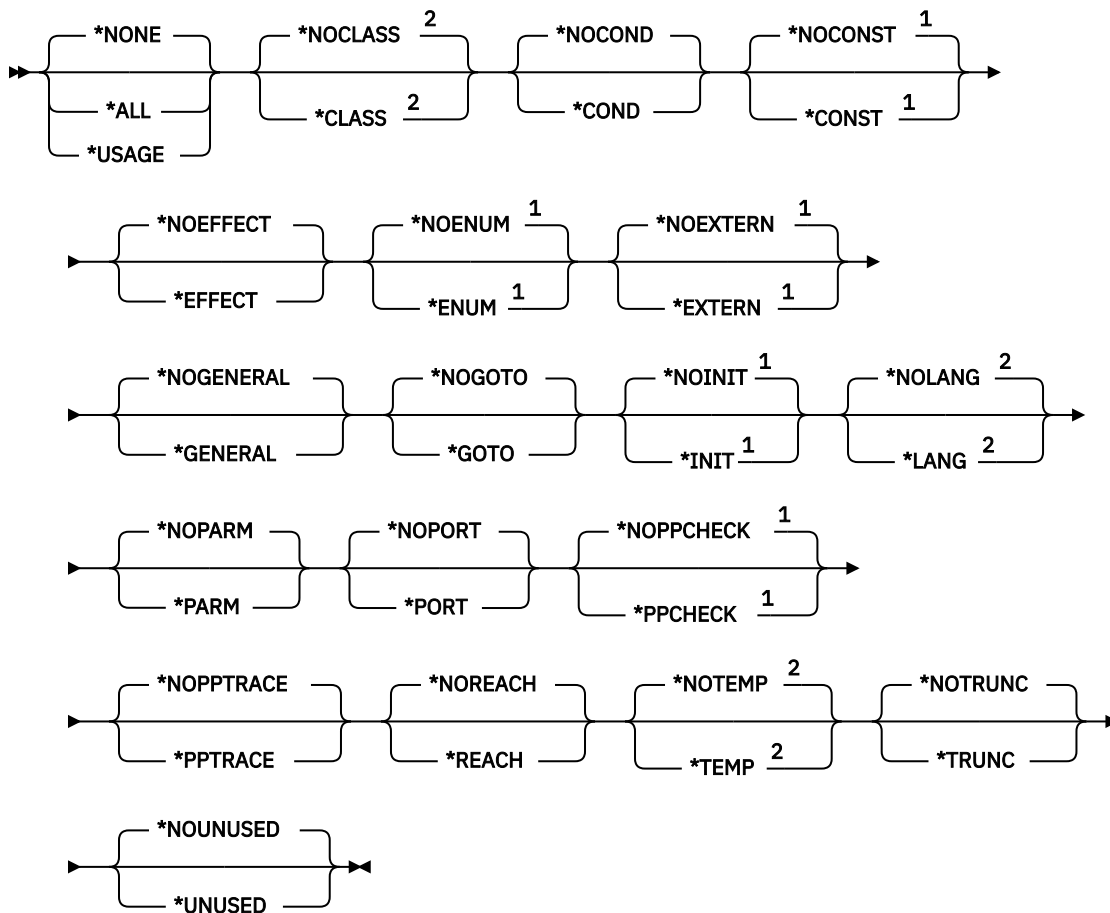 *NONE *NOCLASS 2 *NOCOND *NOCONST 1
*ALL *CLASS 2 *COND *CONST 1
*USAGE
*NOEFFECT *NOENUM 1 *NOEXTERN 1
*EFFECT *ENUM 1 *EXTERN 1
*NOGENERAL *NOGOTO *NOINIT 1 *NOLANG 2
*GENERAL *GOTO *INIT 1 *LANG 2
*NOPARM *NOPORT *NOPPCHECK 1
*PARM *PORT *PPCHECK 1
*NOPPTRACE *NOREACH *NOTEMP 2 *NOTRUNC
*PPTRACE *REACH *TEMP 2 *TRUNC
*NOUNUSED
*UNUSED